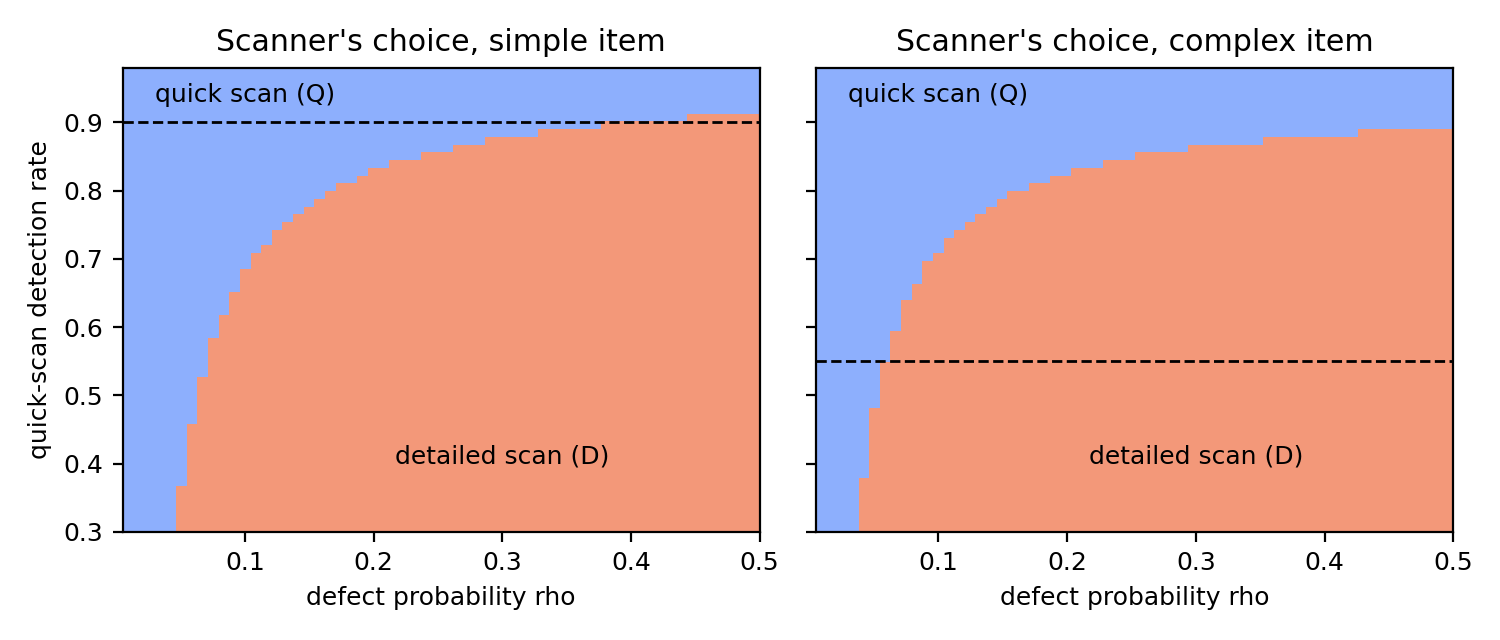 Scanner's choice, simple item
quick scan (Q)
detailed scan (D)
quick-scan detection rate
0.9
0.8
0.7
0.6
0.5
0.4
0.3
0.1 0.2 0.3 0.4 0.5
defect probability rho
Scanner's choice, complex item
quick scan (Q)
detailed scan (D)
0.1 0.2 0.3 0.4 0.5
defect probability rho